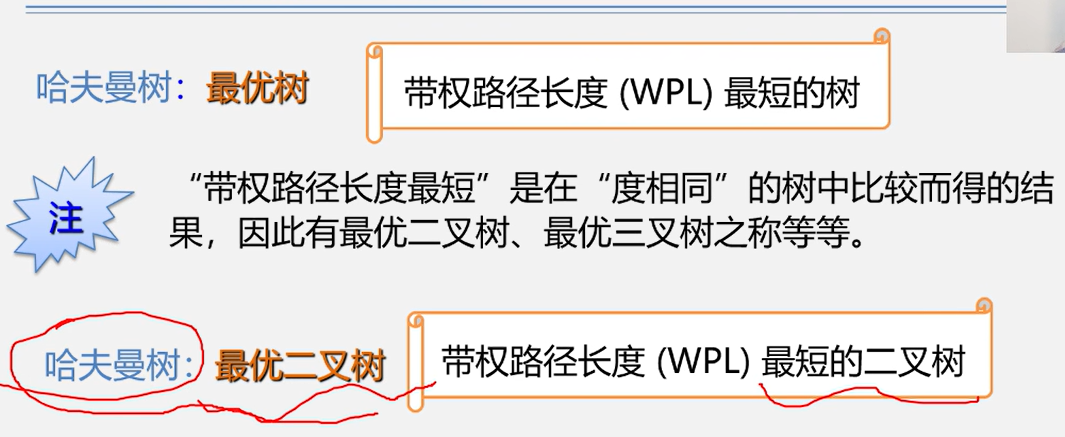 哈夫曼树：最优树
带权路径长度 (WPL) 最短的树
注
“带权路径长度最短”是在“度相同”的树中比较而得的结
果，因此有最优二叉树、最优三叉树之称等等。
哈夫曼树：最优二叉树
带权路径长度 (WPL) 最短的二叉树